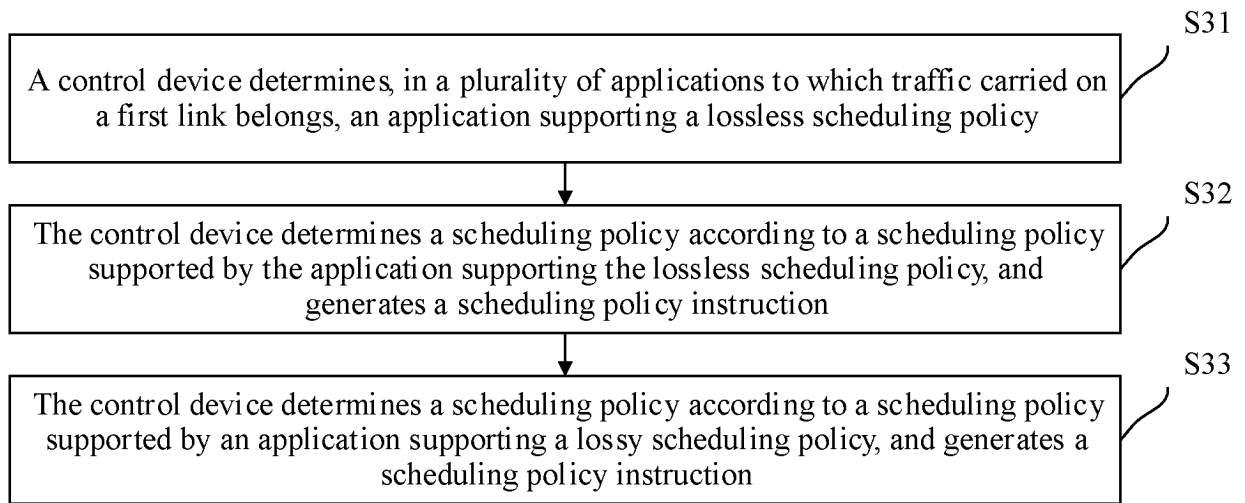 S31
A control device determines, in a plurality of applications to which traffic carried on
a first link belongs, an application supporting a lossless scheduling policy
S32
The control device determines a scheduling policy according to a scheduling policy
supported by the application supporting the lossless scheduling policy, and
generates a scheduling policy instruction
S33
The control device determines a scheduling policy according to a scheduling policy
supported by an application supporting a lossy scheduling policy, and generates a
scheduling policy instruction